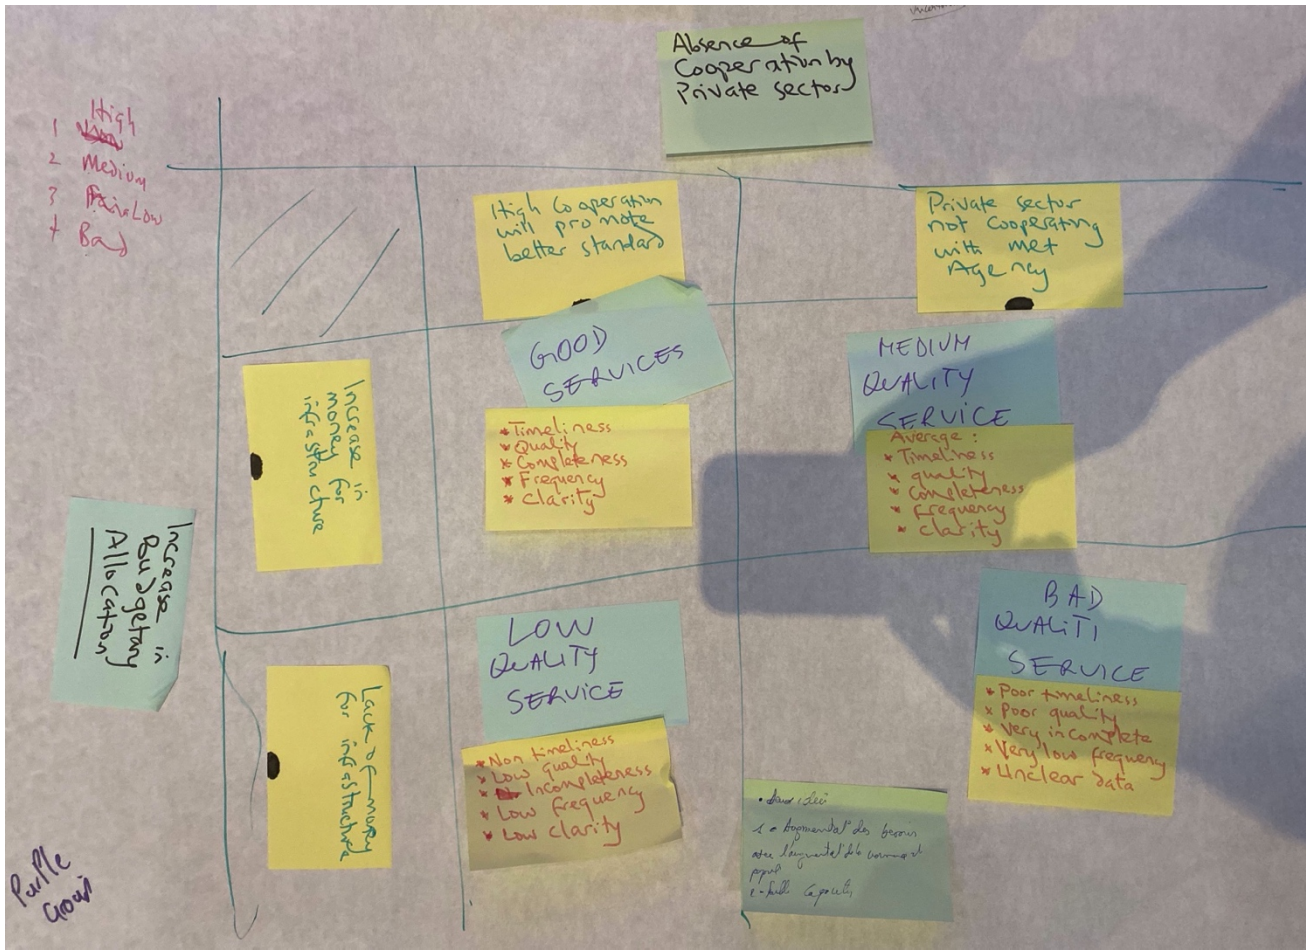 Absence of
Cooperation by
Private sector
High
1
2 Medium
3 Low
4 Bad
High Cooperation
will promote
better standard
Private sector
not Cooperating
with met
Agency
GOOD
SERVICES
* Timeliness
* Quality
* Completeness
* Frequency
* Clarity
MEDIUM
QUALITY
SERVICE
Average :
* Timeliness
* quality
* completeness
* frequency
* clarity
Increase in
money for
infrastructure
Increase in
Budgetary
Allocation
Lack of money
for infrastructure
LOW
QUALITY
SERVICE
* Non timeliness
* Low quality
* Incompleteness
* Low frequency
* Low clarity
BAD
QUALITI
SERVICE
* Poor timeliness
* Poor quality
* Very incomplete
* Very low frequency
* Unclear data
des besoins
Purple